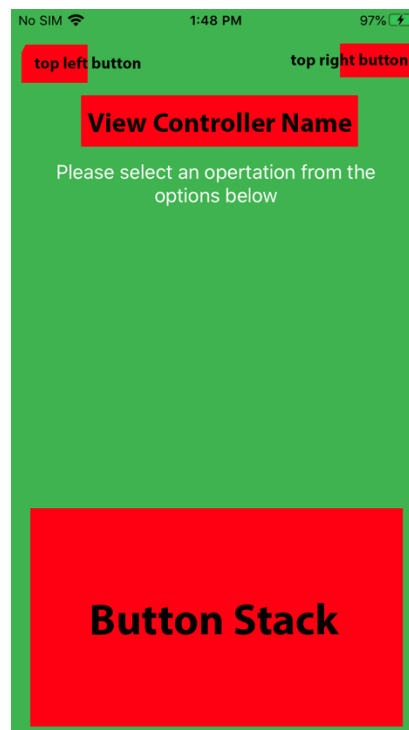 No SIM 1:48 PM 97%
top left button top right button
View Controller Name
Please select an opertation from the
options below
Button Stack